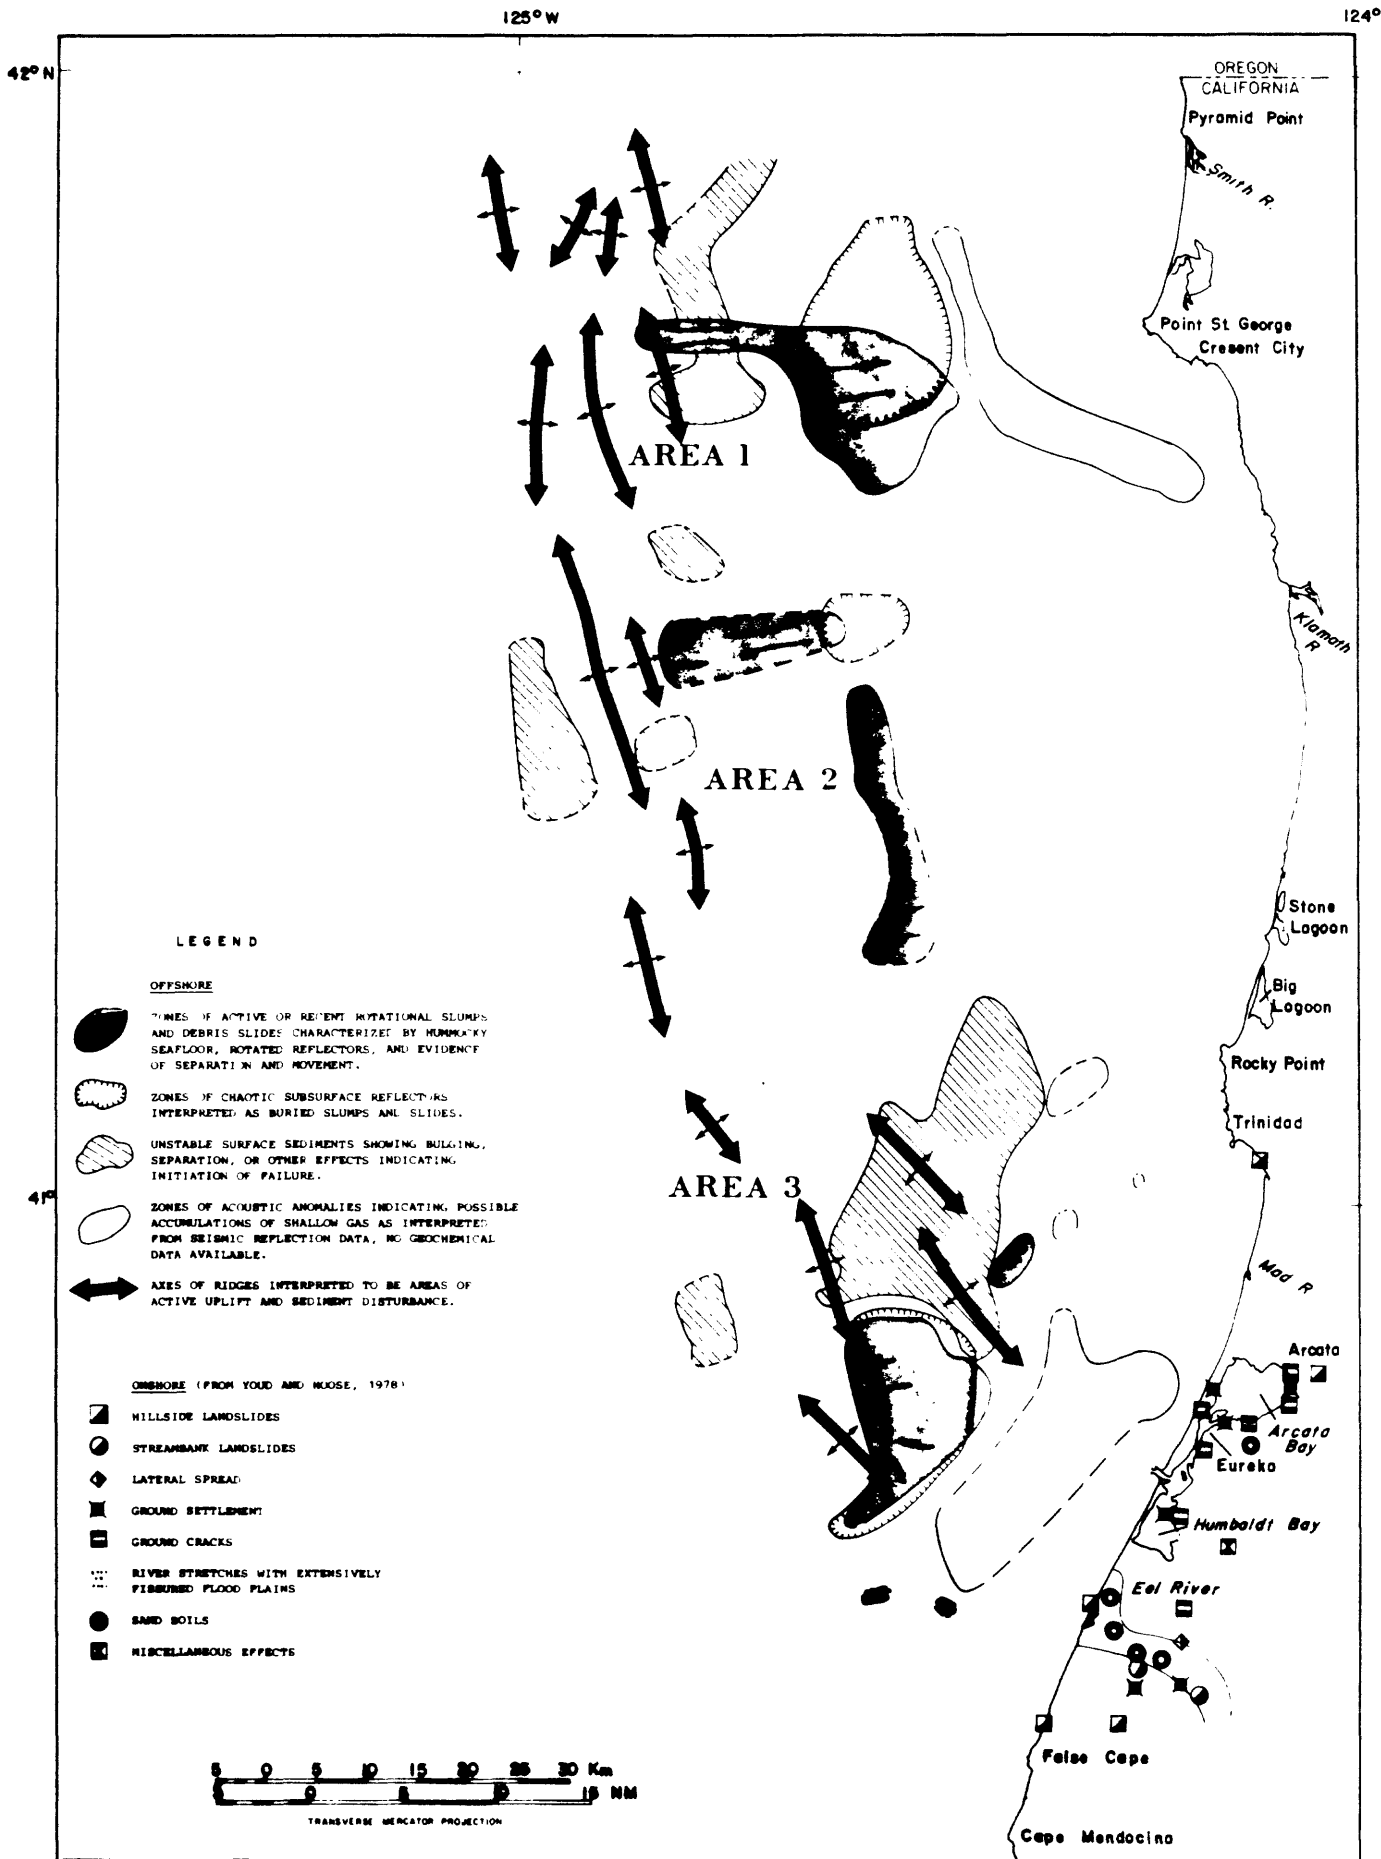 125° W
124°
42° N
OREGON
CALIFORNIA
Pyramid Point
Smith R.
Point St. George
Cresent City
AREA 1
Klamath
R
AREA 2
Stone
Lagoon
LEGEND
OFFSHORE
ZONES OF ACTIVE OR RECENT ROTATIONAL SLUMPS
AND DEBRIS SLIDES CHARACTERIZED BY HUMMOCKY
SEAFLOOR, ROTATED REFLECTORS, AND EVIDENCE
OF SEPARATION AND MOVEMENT.
ZONES OF CHAOTIC SUBSURFACE REFLECTORS
INTERPRETED AS BURIED SLUMPS AND SLIDES.
UNSTABLE SURFACE SEDIMENTS SHOWING BULGING,
SEPARATION, OR OTHER EFFECTS INDICATING
INITIATION OF FAILURE.
ZONES OF ACOUSTIC ANOMALIES INDICATING POSSIBLE
ACCUMULATIONS OF SHALLOW GAS AS INTERPRETED
FROM SEISMIC REFLECTION DATA, NO GEOCHEMICAL
DATA AVAILABLE.
AXES OF RIDGES INTERPRETED TO BE AREAS OF
ACTIVE UPLIFT AND SEDIMENT DISTURBANCE.
Big
Lagoon
Rocky Point
Trinidad
AREA 3
41°
Mad R
Arcata
Arcata
Bay
Eureka
Humboldt Bay
Eel River
ONSHORE (FROM YOUD AND HOOSE, 1978)
HILLSIDE LANDSLIDES
STREAMBANK LANDSLIDES
LATERAL SPREAD
GROUND SETTLEMENT
GROUND CRACKS
RIVER STRETCHES WITH EXTENSIVELY
FISSURED FLOOD PLAINS
SAND BOILS
MISCELLANEOUS EFFECTS
False Cape
Cape Mendocino
5 0 5 10 15 20 25 30 Km
5 0 5 10 15 NM
TRANSVERSE MERCATOR PROJECTION